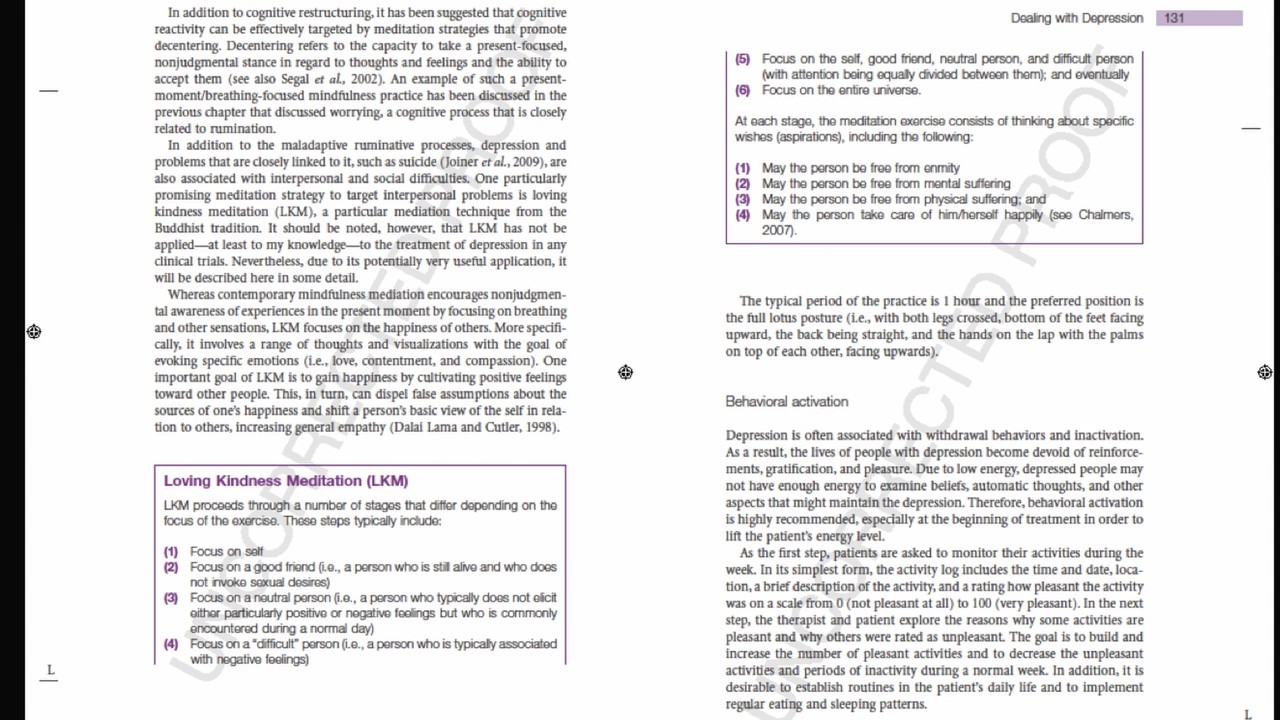 In addition to cognitive restructuring, it has been suggested that cognitive
reactivity can be effectively targeted by meditation strategies that promote
decentering. Decentering refers to the capacity to take a present-focused,
nonjudgmental stance in regard to thoughts and feelings and the ability to
accept them (see also Segal et al., 2002). An example of such a present-
moment/breathing-focused mindfulness practice has been discussed in the
previous chapter that discussed worrying, a cognitive process that is closely
related to rumination.
In addition to the maladaptive ruminative processes, depression and
problems that are closely linked to it, such as suicide (Joiner et al., 2009), are
also associated with interpersonal and social difficulties. One particularly
promising meditation strategy to target interpersonal problems is loving
kindness meditation (LKM), a particular mediation technique from the
Buddhist tradition. It should be noted, however, that LKM has not be
applied—at least to my knowledge—to the treatment of depression in any
clinical trials. Nevertheless, due to its potentially very useful application, it
will be described here in some detail.
Whereas contemporary mindfulness mediation encourages nonjudgmen-
tal awareness of experiences in the present moment by focusing on breathing
and other sensations, LKM focuses on the happiness of others. More specifi-
cally, it involves a range of thoughts and visualizations with the goal of
evoking specific emotions (i.e., love, contentment, and compassion). One
important goal of LKM is to gain happiness by cultivating positive feelings
toward other people. This, in turn, can dispel false assumptions about the
sources of one's happiness and shift a person's basic view of the self in rela-
tion to others, increasing general empathy (Dalai Lama and Cutler, 1998).
Loving Kindness Meditation (LKM)
LKM proceeds through a number of stages that differ depending on the
focus of the exercise. These steps typically include:
(1) Focus on self
(2) Focus on a good friend (i.e., a person who is still alive and who does
not invoke sexual desires)
(3) Focus on a neutral person (i.e., a person who typically does not elicit
either particularly positive or negative feelings but who is commonly
encountered during a normal day)
(4) Focus on a "difficult" person (i.e., a person who is typically associated
with negative feelings)
L
UNCORRECTED PROOF
Dealing with Depression 131
(5) Focus on the self, good friend, neutral person, and difficult person
(with attention being equally divided between them); and eventually
(6) Focus on the entire universe.
At each stage, the meditation exercise consists of thinking about specific
wishes (aspirations), including the following:
(1) May the person be free from enmity
(2) May the person be free from mental suffering
(3) May the person be free from physical suffering; and
(4) May the person take care of him/herself happily (see Chalmers,
2007).
The typical period of the practice is 1 hour and the preferred position is
the full lotus posture (i.e., with both legs crossed, bottom of the feet facing
upward, the back being straight, and the hands on the lap with the palms
on top of each other, facing upwards).
Behavioral activation
Depression is often associated with withdrawal behaviors and inactivation.
As a result, the lives of people with depression become devoid of reinforce-
ments, gratification, and pleasure. Due to low energy, depressed people may
not have enough energy to examine beliefs, automatic thoughts, and other
aspects that might maintain the depression. Therefore, behavioral activation
is highly recommended, especially at the beginning of treatment in order to
lift the patient's energy level.
As the first step, patients are asked to monitor their activities during the
week. In its simplest form, the activity log includes the time and date, loca-
tion, a brief description of the activity, and a rating how pleasant the activity
was on a scale from 0 (not pleasant at all) to 100 (very pleasant). In the next
step, the therapist and patient explore the reasons why some activities are
pleasant and why others were rated as unpleasant. The goal is to build and
increase the number of pleasant activities and to decrease the unpleasant
activities and periods of inactivity during a normal week. In addition, it is
desirable to establish routines in the patient's daily life and to implement
regular eating and sleeping patterns.
L
UNCORRECTED PROOF